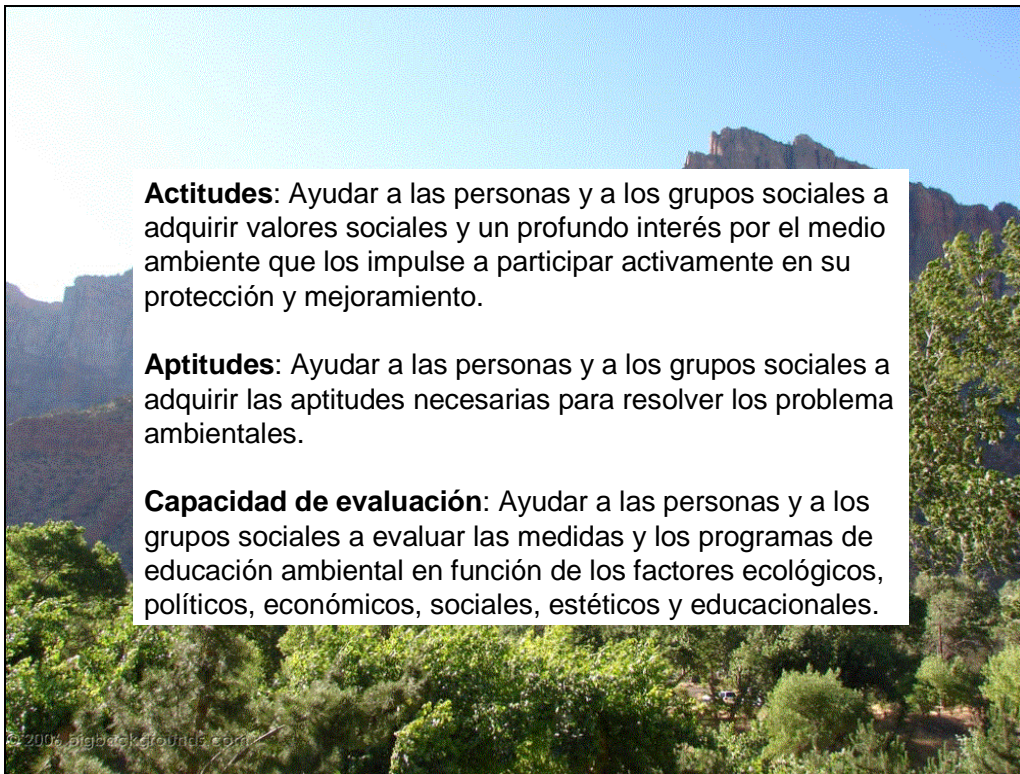 Actitudes: Ayudar a las personas y a los grupos sociales a
adquirir valores sociales y un profundo interés por el medio
ambiente que los impulse a participar activamente en su
protección y mejoramiento.
Aptitudes: Ayudar a las personas y a los grupos sociales a
adquirir las aptitudes necesarias para resolver los problema
ambientales.
Capacidad de evaluación: Ayudar a las personas y a los
grupos sociales a evaluar las medidas y los programas de
educación ambiental en función de los factores ecológicos,
políticos, económicos, sociales, estéticos y educacionales.
bigbackgrounds.com